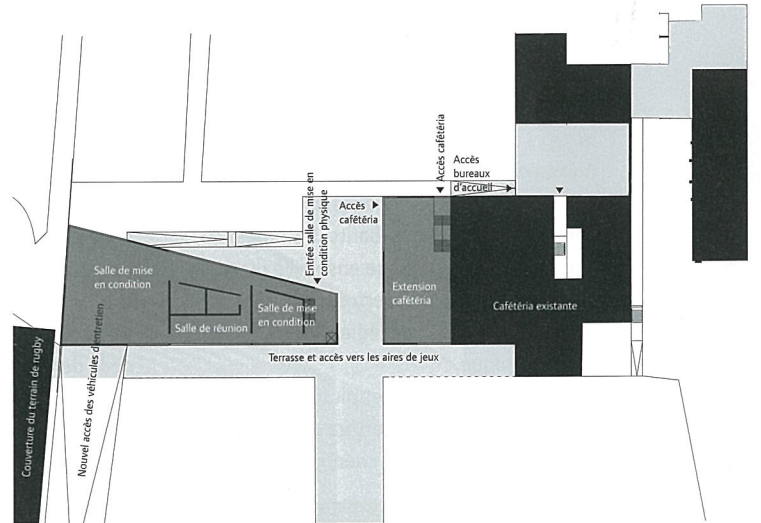 Accès cafétéria
Accès
bureaux
d'accueil
Entrée salle de mise en
condition physique
Accès
cafétéria
Salle de mise
en condition
Salle de réunion
Salle de mise
en condition
Extension
cafétéria
Cafétéria existante
Terrasse et accès vers les aires de jeux
Nouvel accès des véhicules d'entretien
Couverture du terrain de rugby